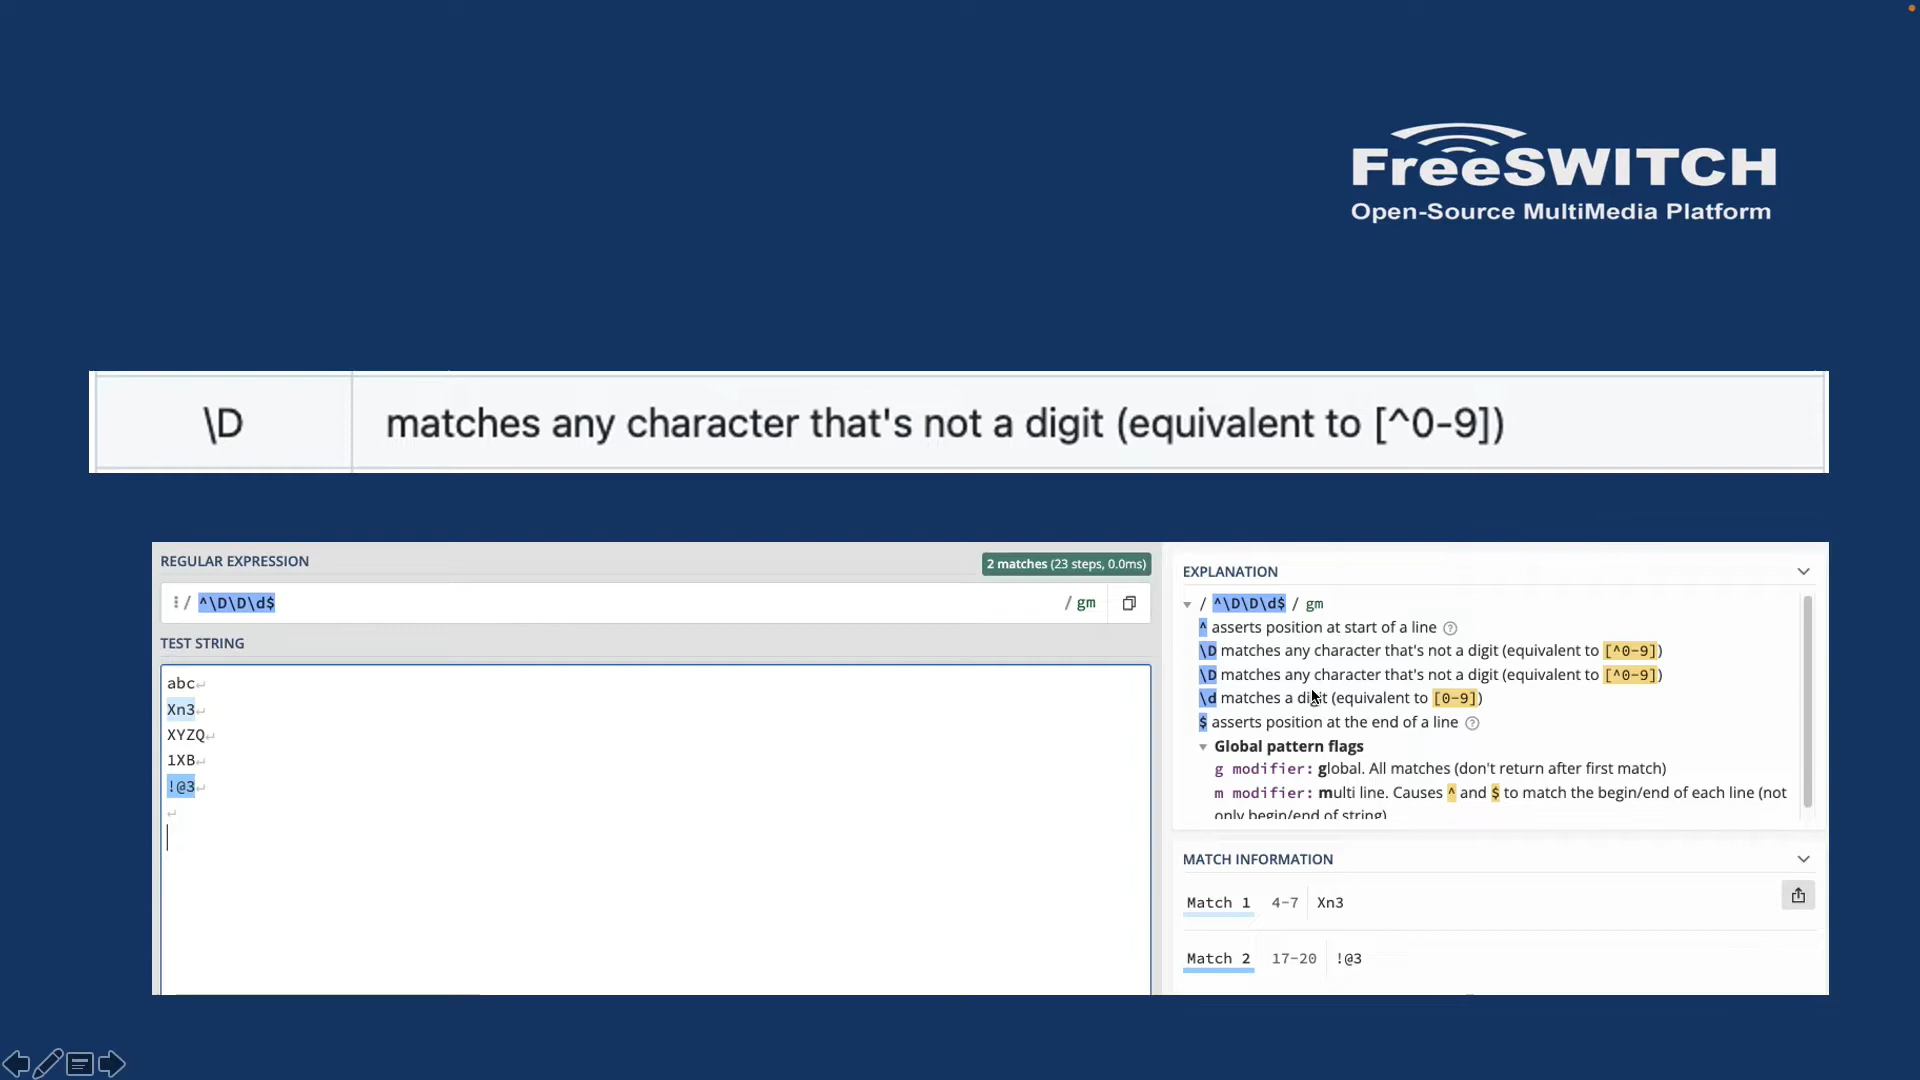 FreeSWITCH
Open-Source MultiMedia Platform
\D matches any character that's not a digit (equivalent to [^0-9])
REGULAR EXPRESSION
2 matches (23 steps, 0.0ms)
/ ^\D\D\d$ / gm
TEST STRING
abc
Xn3
XYZQ
1XB
!@3
EXPLANATION
/ ^\D\D\d$ / gm
^ asserts position at start of a line
\D matches any character that's not a digit (equivalent to [^0-9])
\D matches any character that's not a digit (equivalent to [^0-9])
\d matches a digit (equivalent to [0-9])
$ asserts position at the end of a line
Global pattern flags
g modifier: global. All matches (don't return after first match)
m modifier: multi line. Causes ^ and $ to match the begin/end of each line (not
only begin/end of string)
MATCH INFORMATION
Match 1 4-7 Xn3
Match 2 17-20 !@3